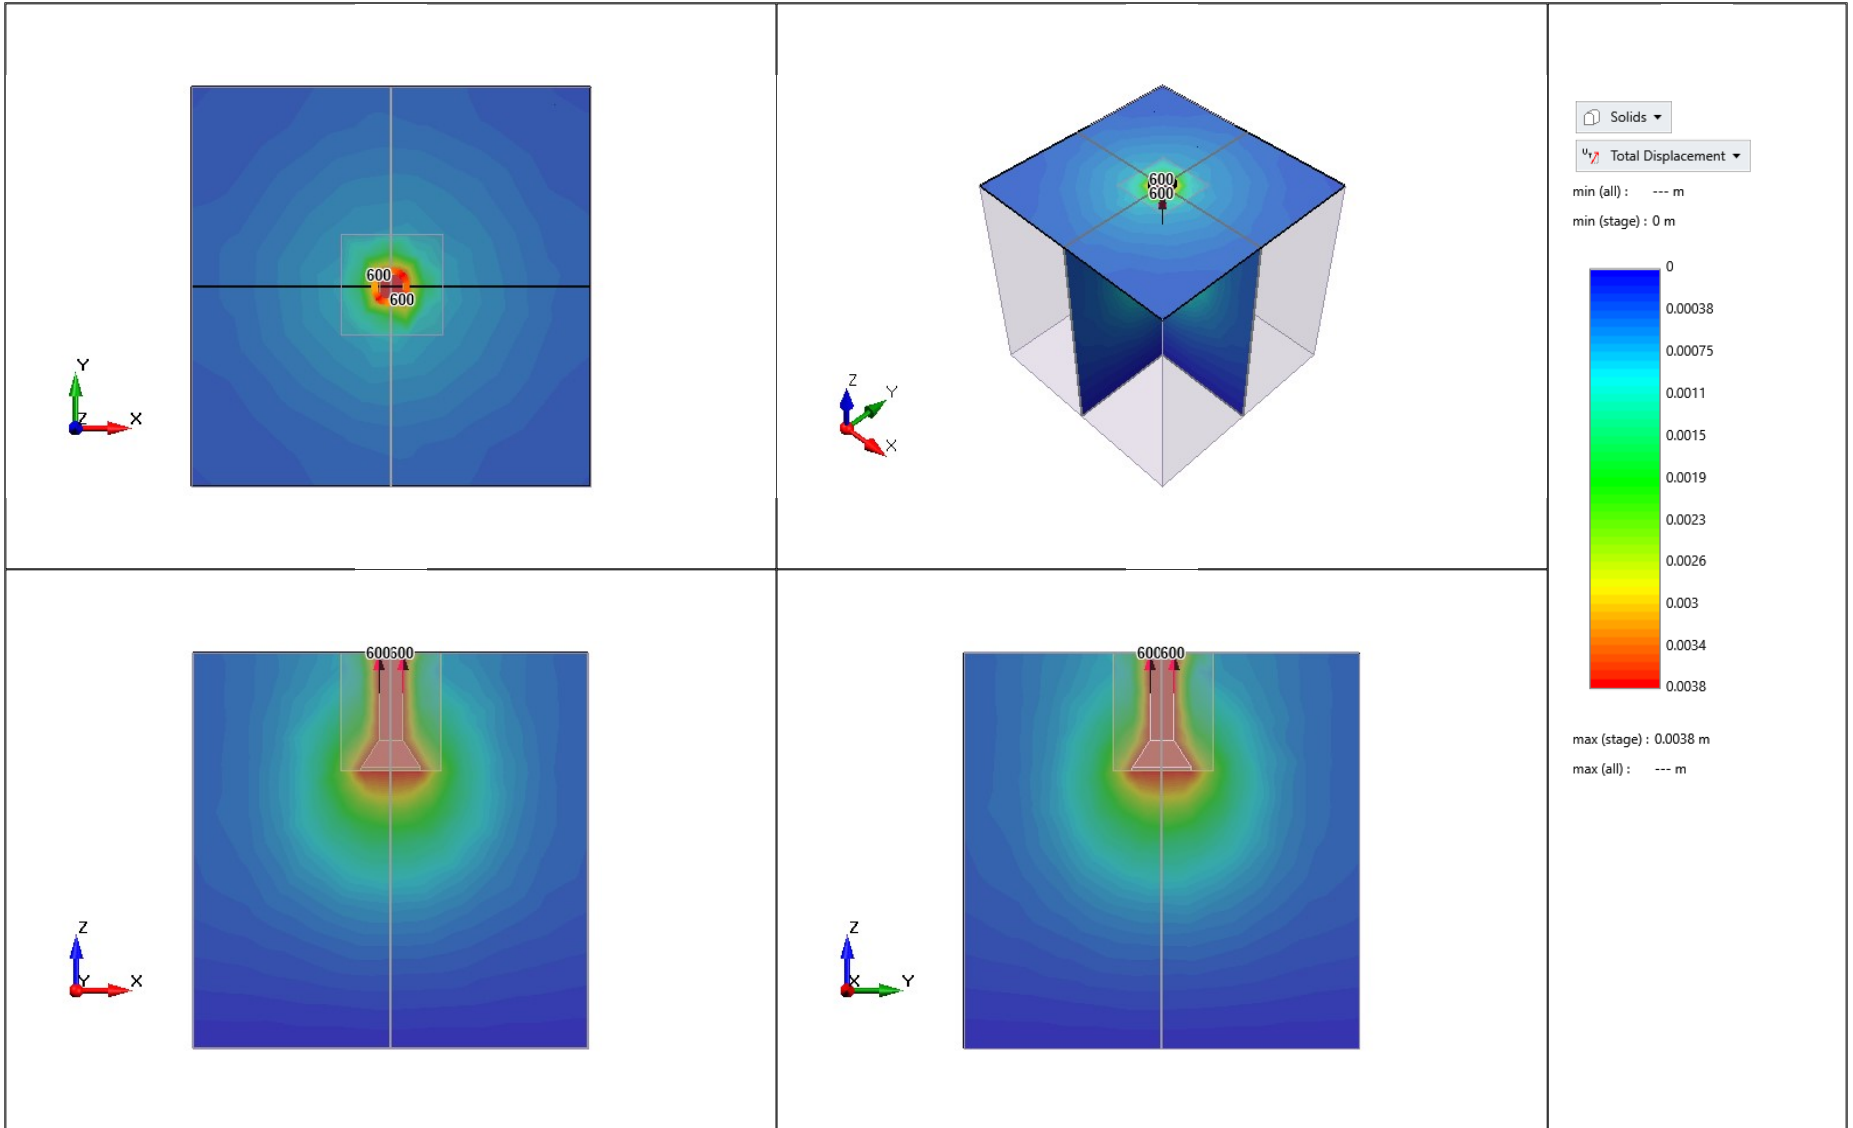 600
600
Y
Z
X
600
600
Z
Y
X
Solids
UT Total Displacement
min (all) : --- m
min (stage) : 0 m
0
0.00038
0.00075
0.0011
0.0015
0.0019
0.0023
0.0026
0.003
0.0034
0.0038
max (stage) : 0.0038 m
max (all) : --- m
600600
Z
Y
X
600600
Z
X
Y